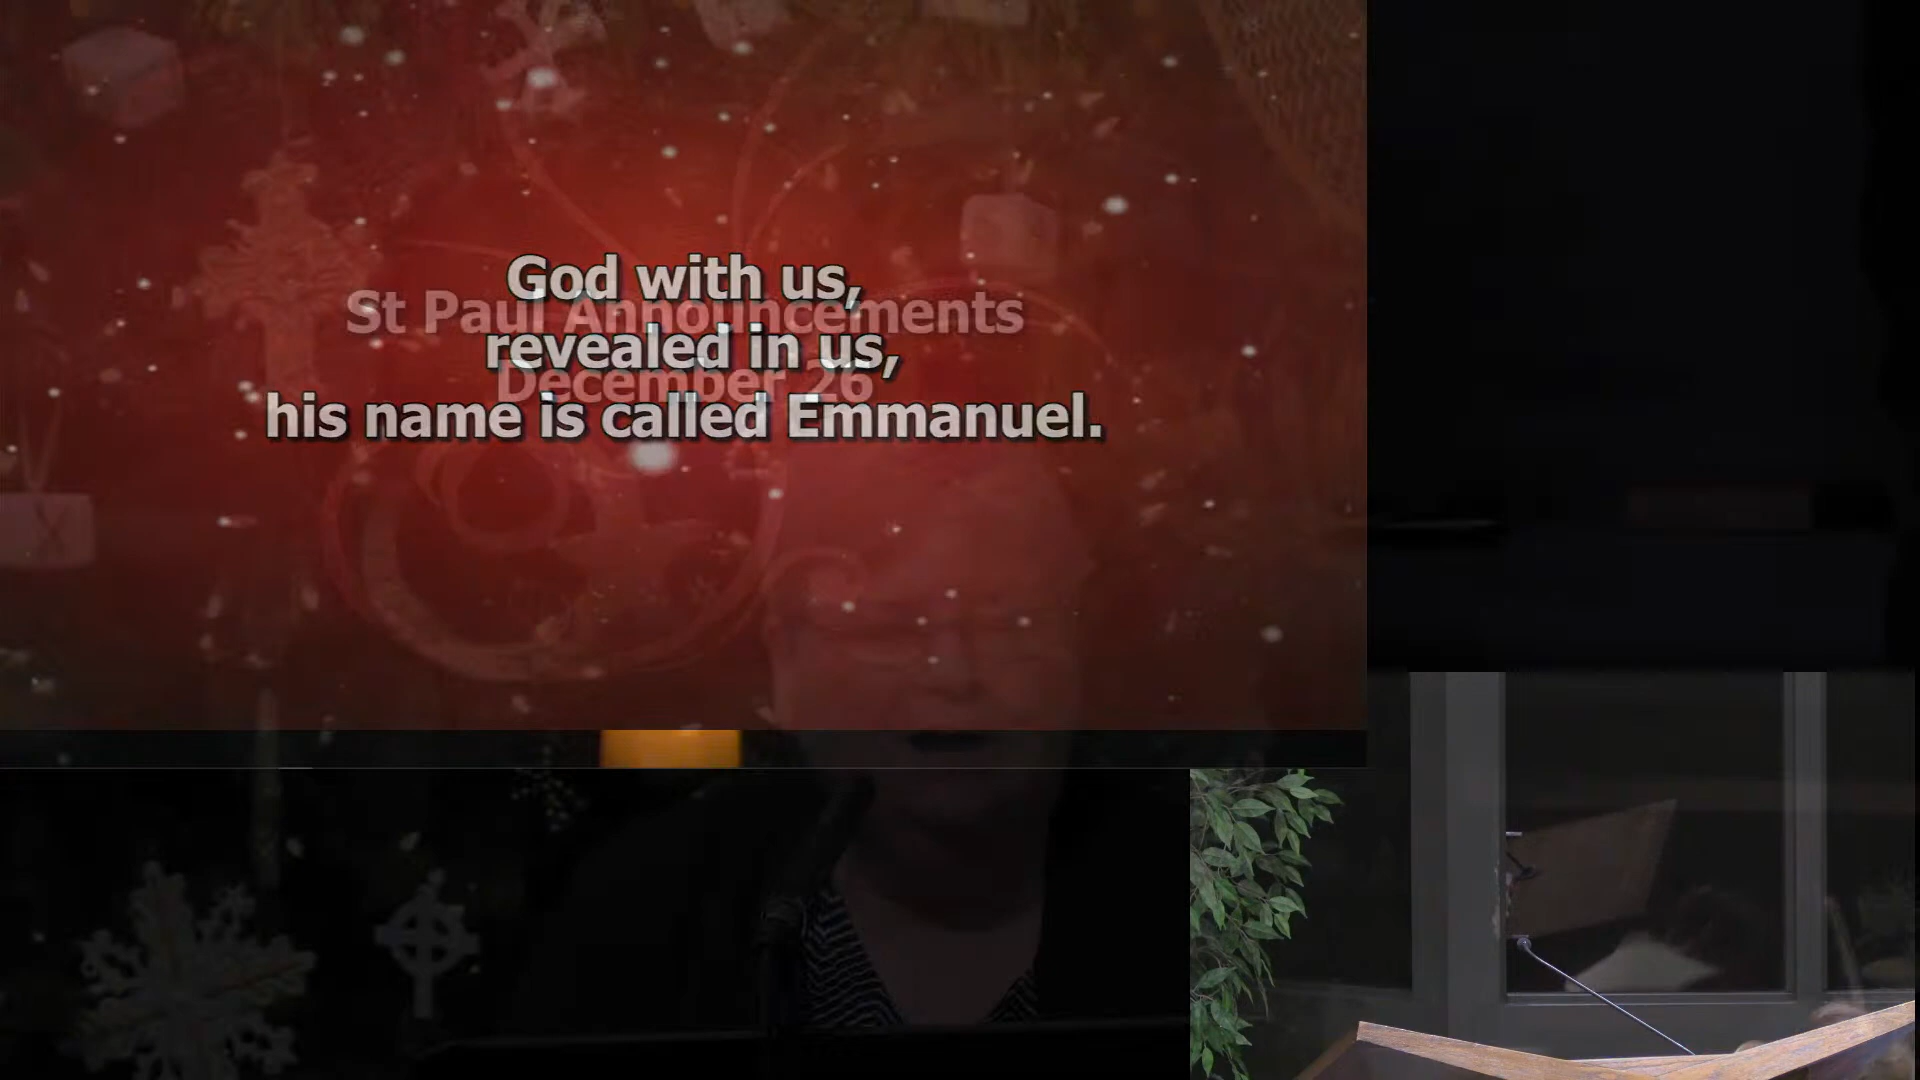 God with us,
St Paul Announcements
revealed in us,
December 26
his name is called Emmanuel.